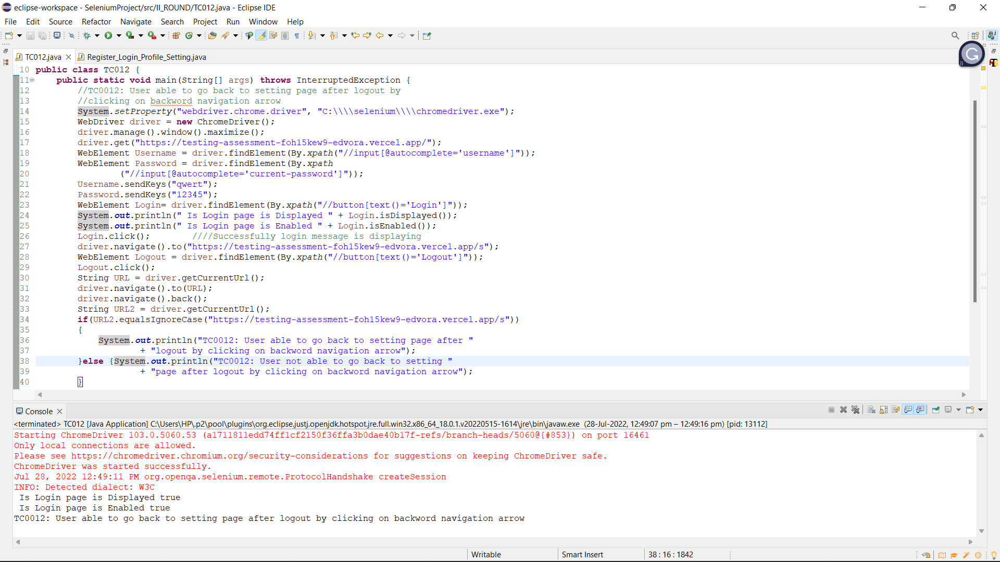 eclipse-workspace - SeleniumProject/src/II_ROUND/TC012.java - Eclipse IDE
File Edit Source Refactor Navigate Search Project Run Window Help
TC012.java Register_Login_Profile_Setting.java
10 public class TC012 {
11 public static void main(String[] args) throws InterruptedException {
12 //TC0012: User able to go back to setting page after logout by
13 //clicking on backword navigation arrow
14 System.setProperty("webdriver.chrome.driver", "C:\\\\selenium\\\\chromedriver.exe");
15 WebDriver driver = new ChromeDriver();
16 driver.manage().window().maximize();
17 driver.get("https://testing-assessment-foh15kew9-edvora.vercel.app/");
18 WebElement Username = driver.findElement(By.xpath("//input[@autocomplete='username']"));
19 WebElement Password = driver.findElement(By.xpath
20 ("//input[@autocomplete='current-password']"));
21 Username.sendKeys("qwert");
22 Password.sendKeys("12345");
23 WebElement Login= driver.findElement(By.xpath("//button[text()='Login']"));
24 System.out.println(" Is Login page is Displayed " + Login.isDisplayed());
25 System.out.println(" Is Login page is Enabled " + Login.isEnabled());
26 Login.click(); ////Successfully login message is displaying
27 driver.navigate().to("https://testing-assessment-foh15kew9-edvora.vercel.app/s");
28 WebElement Logout = driver.findElement(By.xpath("//button[text()='Logout']"));
29 Logout.click();
30 String URL = driver.getCurrentUrl();
31 driver.navigate().to(URL);
32 driver.navigate().back();
33 String URL2 = driver.getCurrentUrl();
34 if(URL2.equalsIgnoreCase("https://testing-assessment-foh15kew9-edvora.vercel.app/s"))
35 {
36 System.out.println("TC0012: User able to go back to setting page after "
37 + "logout by clicking on backword navigation arrow");
38 }else {System.out.println("TC0012: User not able to go back to setting "
39 + "page after logout by clicking on backword navigation arrow");
40 }
Console
<terminated> TC012 [Java Application] C:\Users\HP\.p2\pool\plugins\org.eclipse.justj.openjdk.hotspot.jre.full.win32.x86_64_18.0.1.v20220515-1614\jre\bin\javaw.exe (28-Jul-2022, 12:49:07 pm – 12:49:16 pm) [pid: 13112]
Starting ChromeDriver 103.0.5060.53 (a1711811edd74ff1cf2150f36ffa3b0dae40b17f-refs/branch-heads/5060@{#853}) on port 16461
Only local connections are allowed.
Please see https://chromedriver.chromium.org/security-considerations for suggestions on keeping ChromeDriver safe.
ChromeDriver was started successfully.
Jul 28, 2022 12:49:11 PM org.openqa.selenium.remote.ProtocolHandshake createSession
INFO: Detected dialect: W3C
Is Login page is Displayed true
Is Login page is Enabled true
TC0012: User able to go back to setting page after logout by clicking on backword navigation arrow
Writable Smart Insert 38 : 16 : 1842